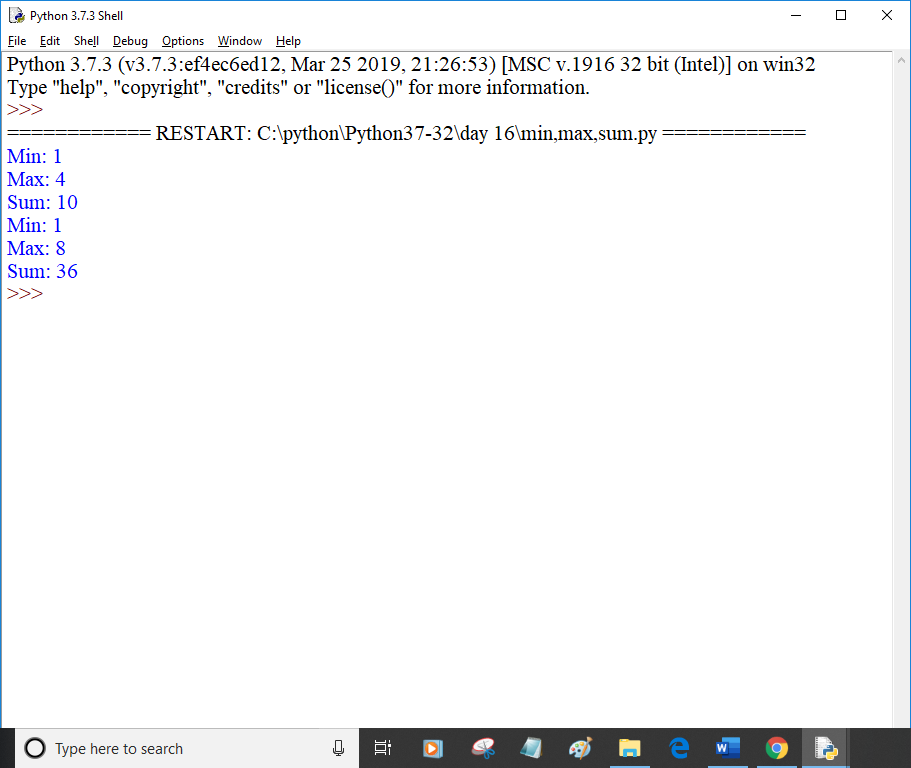 Python 3.7.3 Shell
File Edit Shell Debug Options Window Help
Python 3.7.3 (v3.7.3:ef4ec6ed12, Mar 25 2019, 21:26:53) [MSC v.1916 32 bit (Intel)] on win32
Type "help", "copyright", "credits" or "license()" for more information.
>>>
============ RESTART: C:\python\Python37-32\day 16\min,max,sum.py ============
Min: 1
Max: 4
Sum: 10
Min: 1
Max: 8
Sum: 36
>>>
Type here to search